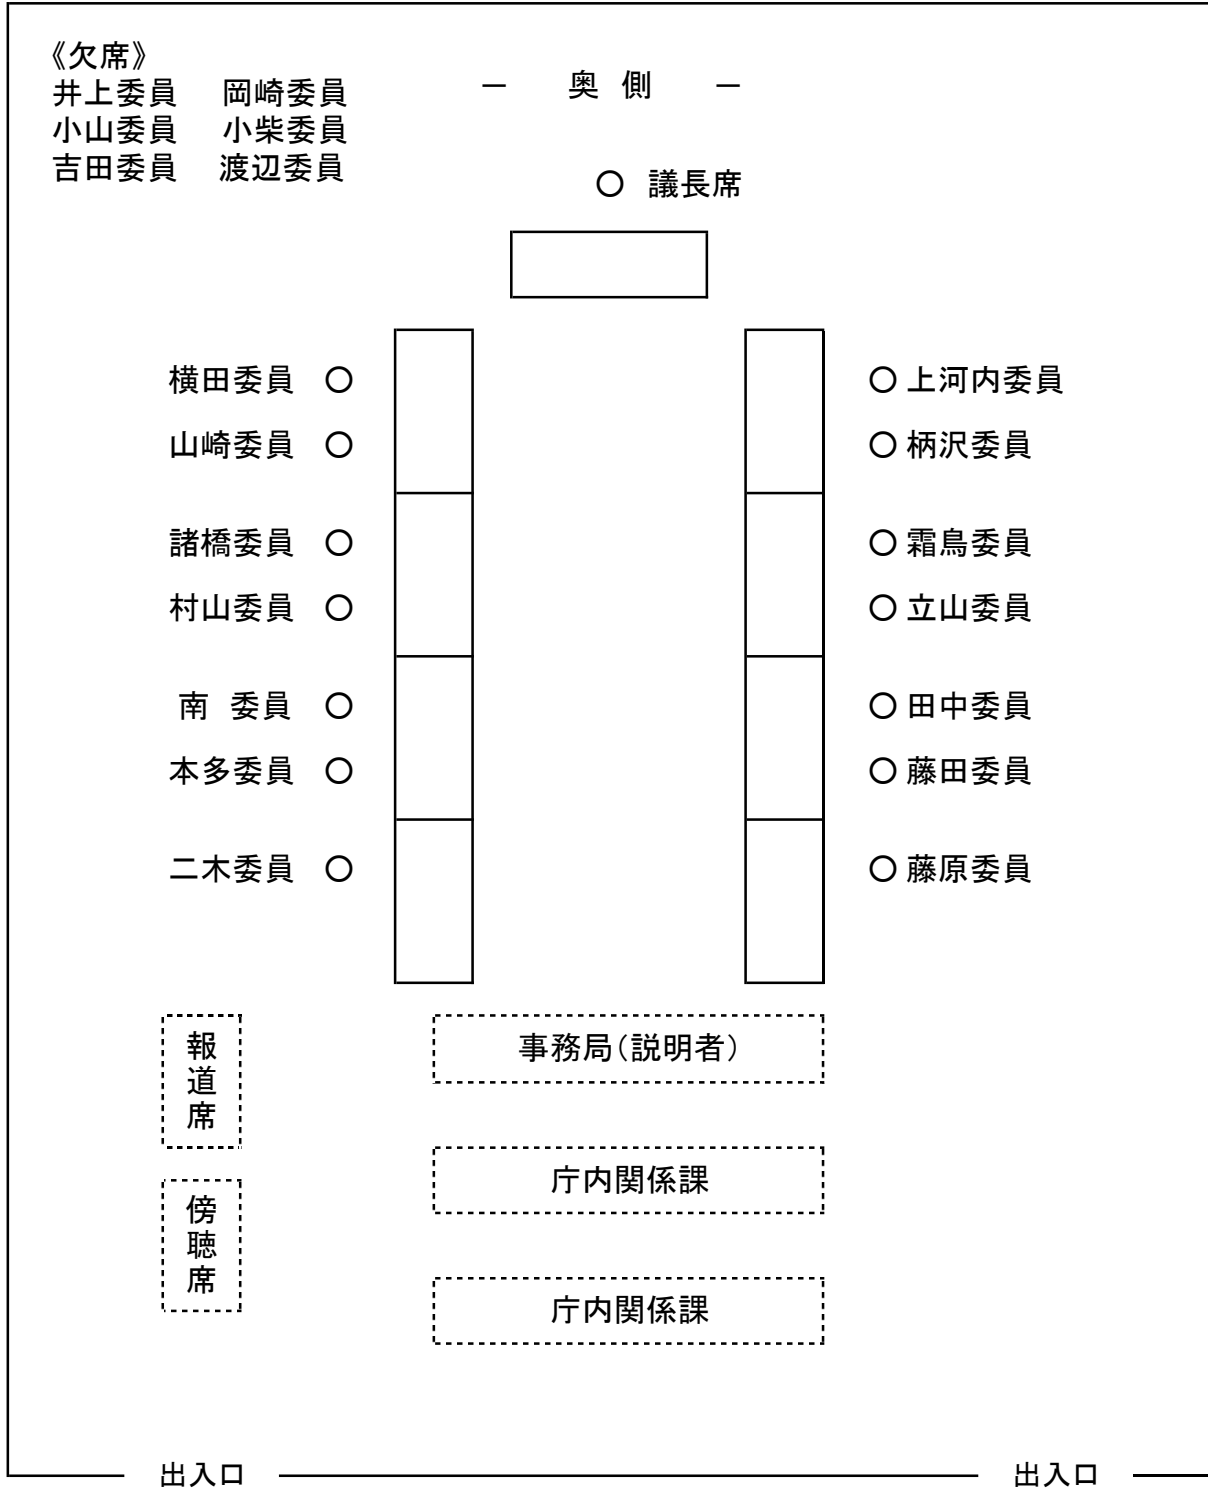 《欠席》
井上委員 岡崎委員
小山委員 小柴委員
吉田委員 渡辺委員
－ 奥 側 －
○ 議長席
横田委員 ○ ○ 上河内委員
山崎委員 ○ ○ 柄沢委員
諸橋委員 ○ ○ 霜鳥委員
村山委員 ○ ○ 立山委員
南 委員 ○ ○ 田中委員
本多委員 ○ ○ 藤田委員
二木委員 ○ ○ 藤原委員
報道席
事務局（説明者）
庁内関係課
傍聴席
庁内関係課
出入口 出入口